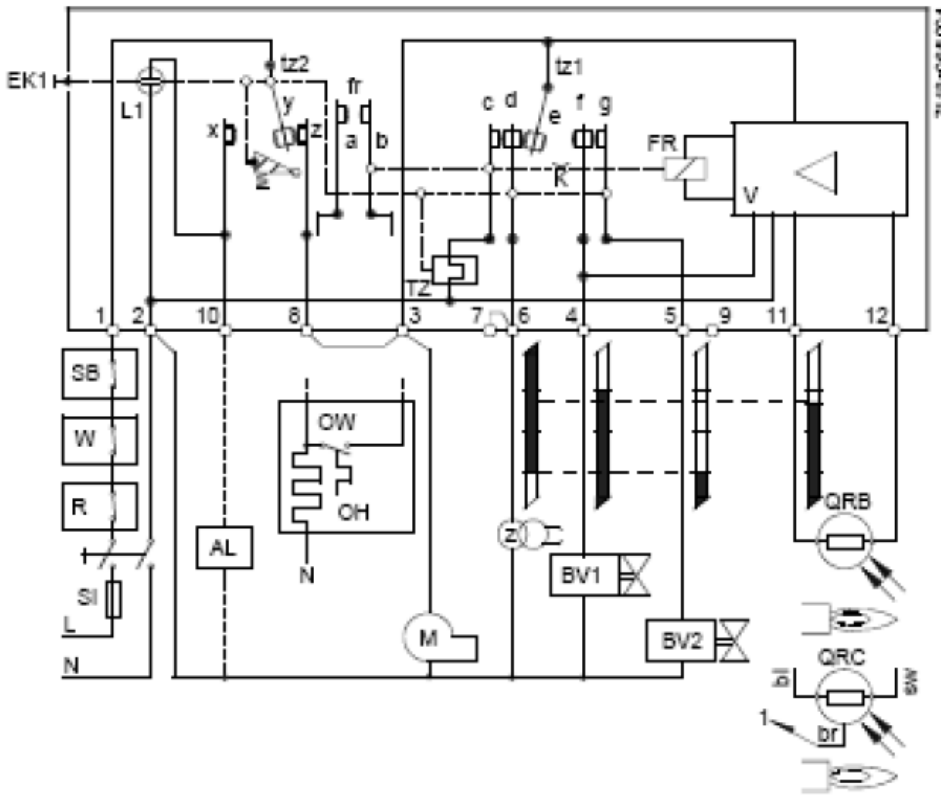 EK1
L1
tz2
fr
y
x
z
a
b
tz1
c
d
e
f
g
FR
V
K
TZ
1
2
10
8
3
7
6
4
5
9
11
12
SB
W
R
SI
L
N
AL
OW
OH
N
M
Z
BV1
BV2
QRB
QRC
bl
sw
br
1